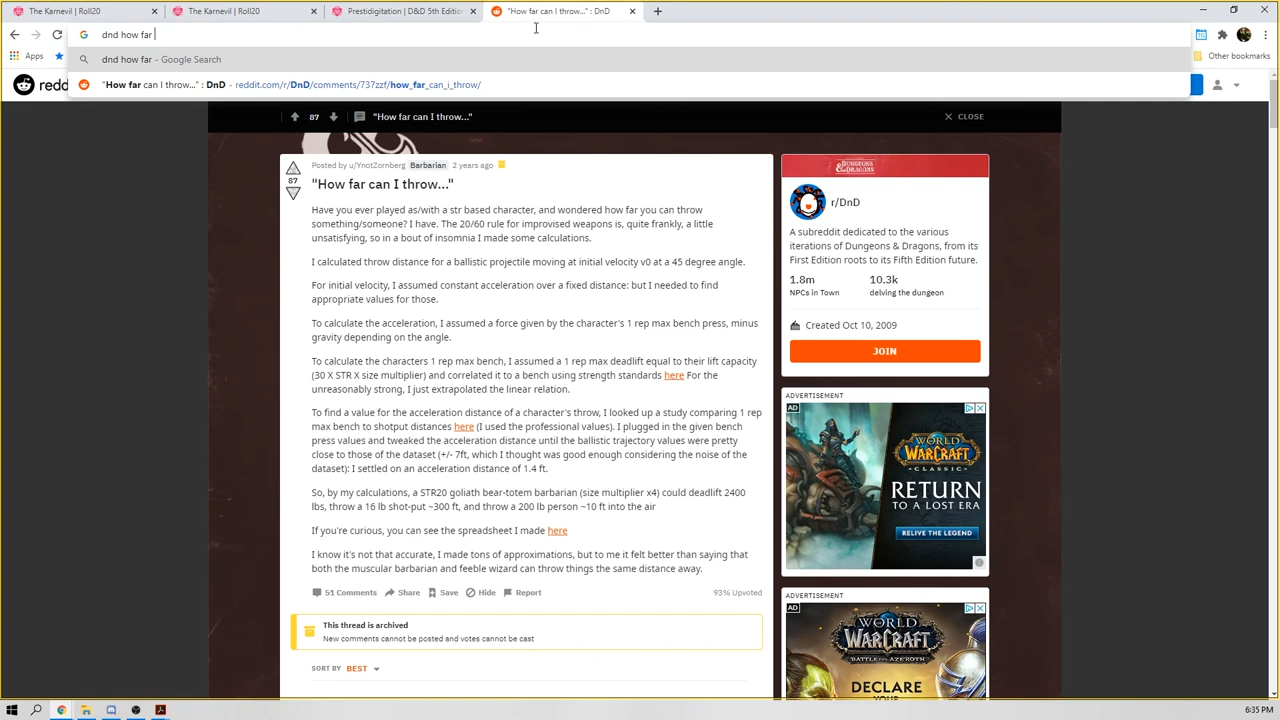 The Karnevil | Roll20
The Karnevil | Roll20
Prestidigitation | D&D 5th Edition
"How far can I throw..." : DnD
dnd how far
Apps
Other bookmarks
dnd how far - Google Search
redd
"How far can I throw..." : DnD - reddit.com/r/DnD/comments/737zzf/how_far_can_i_throw/
87
"How far can I throw..."
CLOSE
Posted by u/YnotZornberg Barbarian 2 years ago
87
"How far can I throw..."
Have you ever played as/with a str based character, and wondered how far you can throw
something/someone? I have. The 20/60 rule for improvised weapons is, quite frankly, a little
unsatisfying, so in a bout of insomnia I made some calculations.
I calculated throw distance for a ballistic projectile moving at initial velocity v0 at a 45 degree angle.
For initial velocity, I assumed constant acceleration over a fixed distance: but I needed to find
appropriate values for those.
To calculate the acceleration, I assumed a force given by the character's 1 rep max bench press, minus
gravity depending on the angle.
To calculate the characters 1 rep max bench, I assumed a 1 rep max deadlift equal to their lift capacity
(30 X STR X size multiplier) and correlated it to a bench using strength standards here For the
unreasonably strong, I just extrapolated the linear relation.
To find a value for the acceleration distance of a character's throw, I looked up a study comparing 1 rep
max bench to shotput distances here (I used the professional values). I plugged in the given bench
press values and tweaked the acceleration distance until the ballistic trajectory values were pretty
close to those of the dataset (+/- 7ft, which I thought was good enough considering the noise of the
dataset): I settled on an acceleration distance of 1.4 ft.
So, by my calculations, a STR20 goliath bear-totem barbarian (size multiplier x4) could deadlift 2400
lbs, throw a 16 lb shot-put ~300 ft, and throw a 200 lb person ~10 ft into the air
If you're curious, you can see the spreadsheet I made here
I know it's not that accurate, I made tons of approximations, but to me it felt better than saying that
both the muscular barbarian and feeble wizard can throw things the same distance away.
51 Comments Share Save Hide Report 93% Upvoted
This thread is archived
New comments cannot be posted and votes cannot be cast
SORT BY BEST
DUNGEONS
& DRAGONS
r/DnD
A subreddit dedicated to the various
iterations of Dungeons & Dragons, from its
First Edition roots to its Fifth Edition future.
1.8m 10.3k
NPCs in Town delving the dungeon
Created Oct 10, 2009
JOIN
ADVERTISEMENT
AD
WORLD
WARCRAFT
CLASSIC
RETURN
TO A LOST ERA
RELIVE THE LEGEND
ADVERTISEMENT
AD
WORLD
WARCRAFT
BATTLE FOR AZEROTH
DECLARE
YOUR
6:35 PM